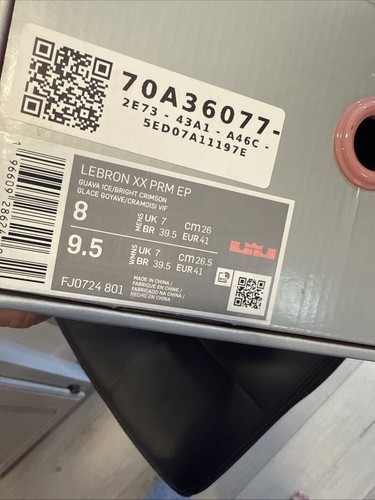 70A36077-
2E73 - 43A1 - A46C -
5ED07A11197E
LEBRON XX PRM EP
GUAVA ICE/BRIGHT CRIMSON
GLACE GOYAVE/CRAMOISI VIF
8 MENS UK 7 cm 26
BR 39.5 EUR 41
9.5 WMNS UK 7 cm 26.5
BR 39.5 EUR 41
FJ0724 801
MADE IN CHINA /
FABRIQUÉ EN CHINE /
FABRICADO NA CHINA /
HECHO EN CHINA